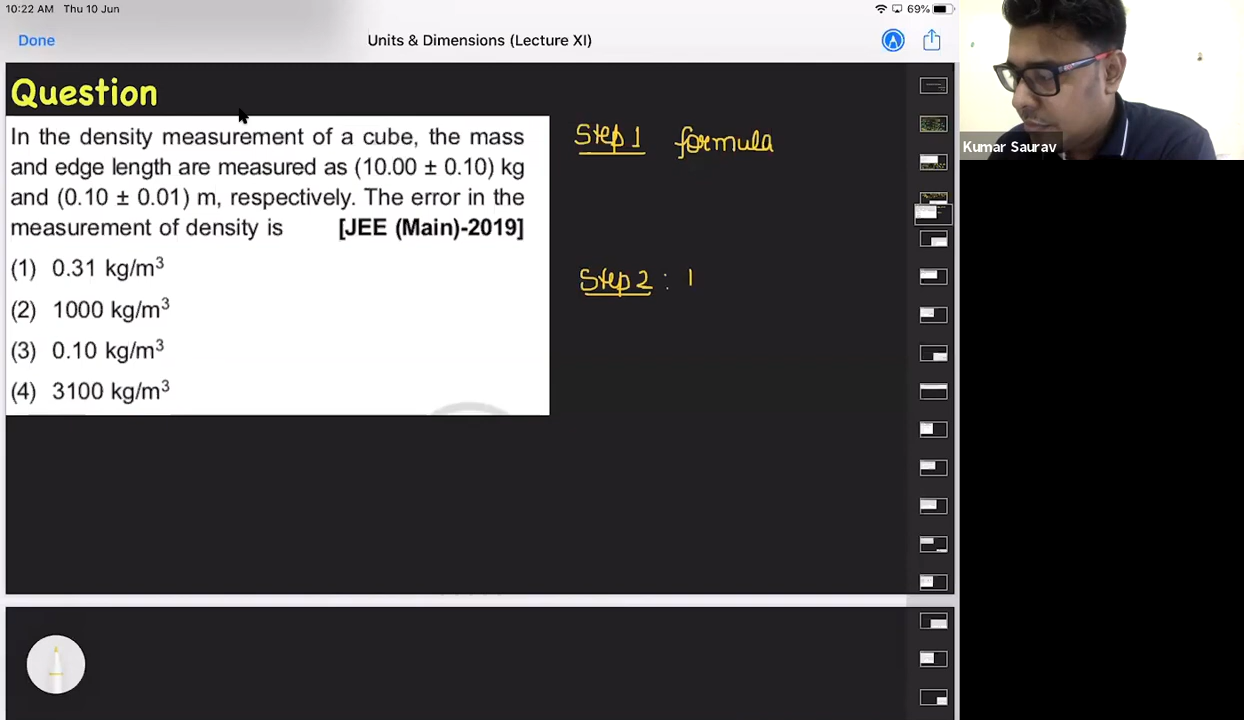 10:22 AM Thu 10 Jun
69%
Done
Units & Dimensions (Lecture XI)
Question
In the density measurement of a cube, the mass
and edge length are measured as (10.00 ± 0.10) kg
and (0.10 ± 0.01) m, respectively. The error in the
measurement of density is [JEE (Main)-2019]
(1) 0.31 kg/m³
(2) 1000 kg/m³
(3) 0.10 kg/m³
(4) 3100 kg/m³
Step 1 formula
Step 2 :
Kumar Saurav